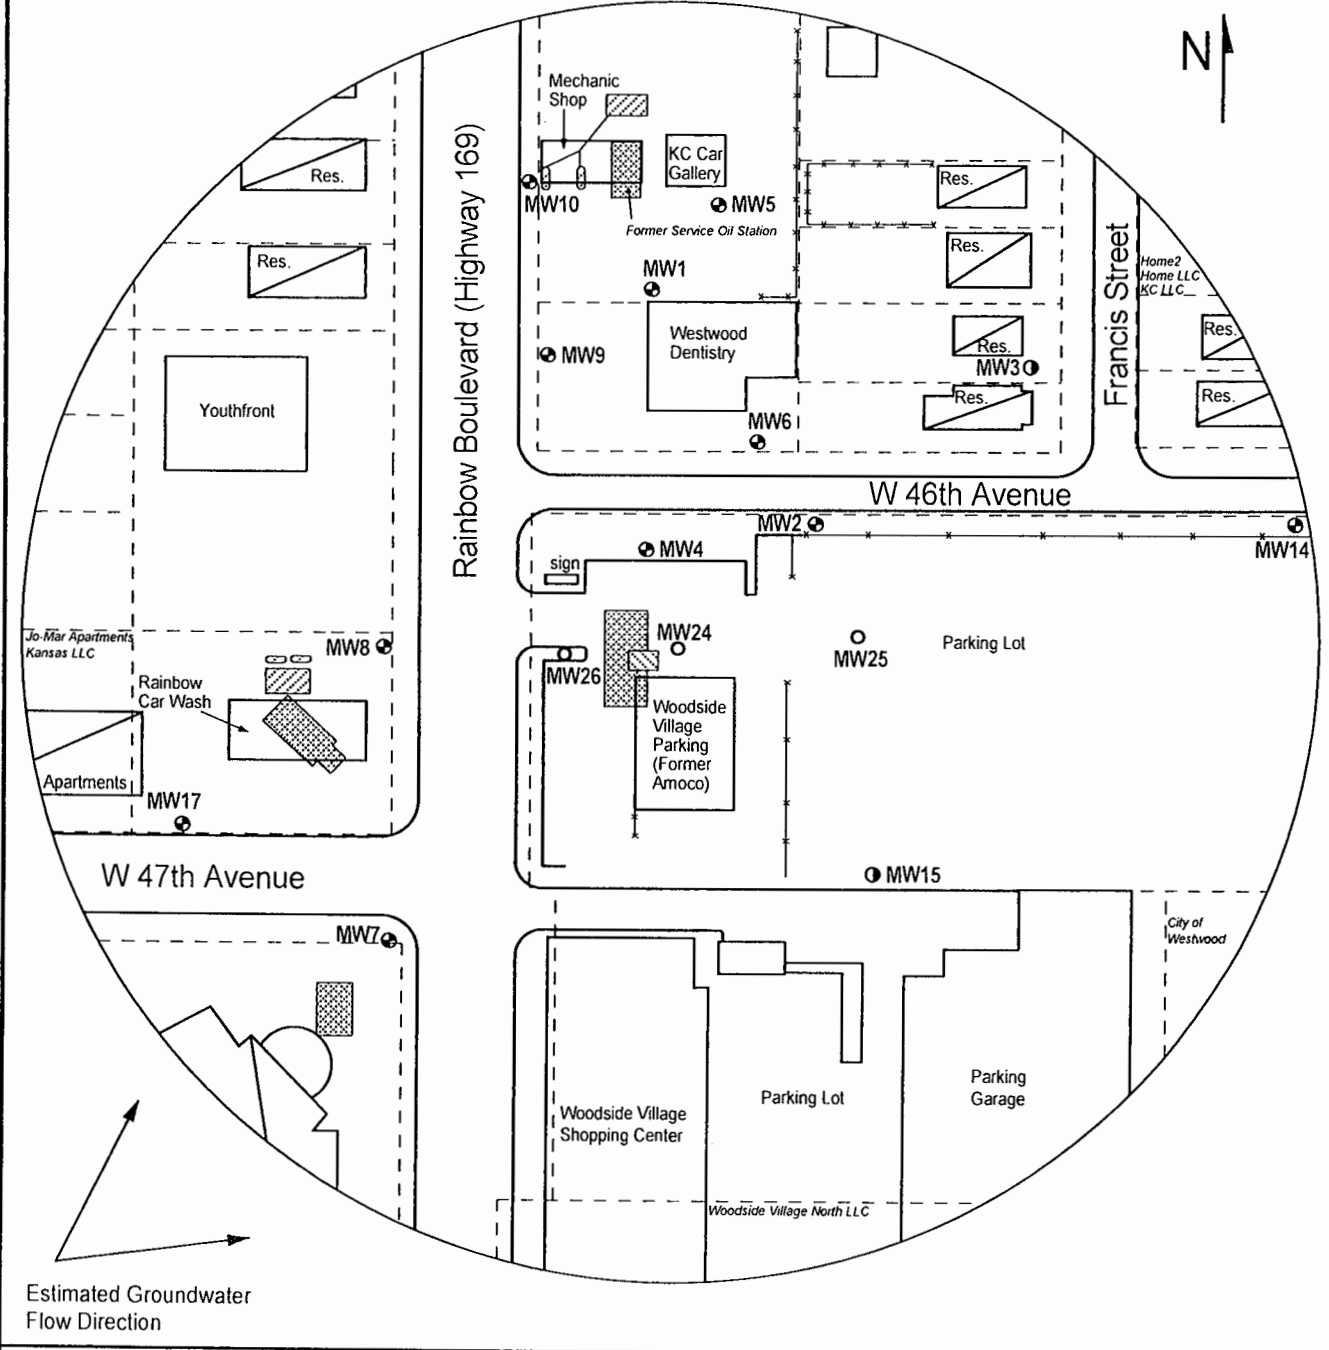 N
Mechanic
Shop
KC Car
Gallery
Res.
Res.
MW10
MW5
Former Service Oil Station
Rainbow Boulevard (Highway 169)
Res.
Res.
Francis Street
Home2
Home LLC
KC LLC
MW1
Westwood
Dentistry
MW9
Res.
MW3
Res.
Res.
Res.
Youthfront
MW6
W 46th Avenue
MW2
MW14
MW4
sign
Jo-Mar Apartments
Kansas LLC
MW8
MW24
MW25
Parking Lot
MW26
Rainbow
Car Wash
Woodside
Village
Parking
(Former
Amoco)
Apartments
MW17
W 47th Avenue
MW15
MW7
City of
Westwood
Parking
Garage
Parking Lot
Woodside Village
Shopping Center
Woodside Village North LLC
Estimated Groundwater
Flow Direction